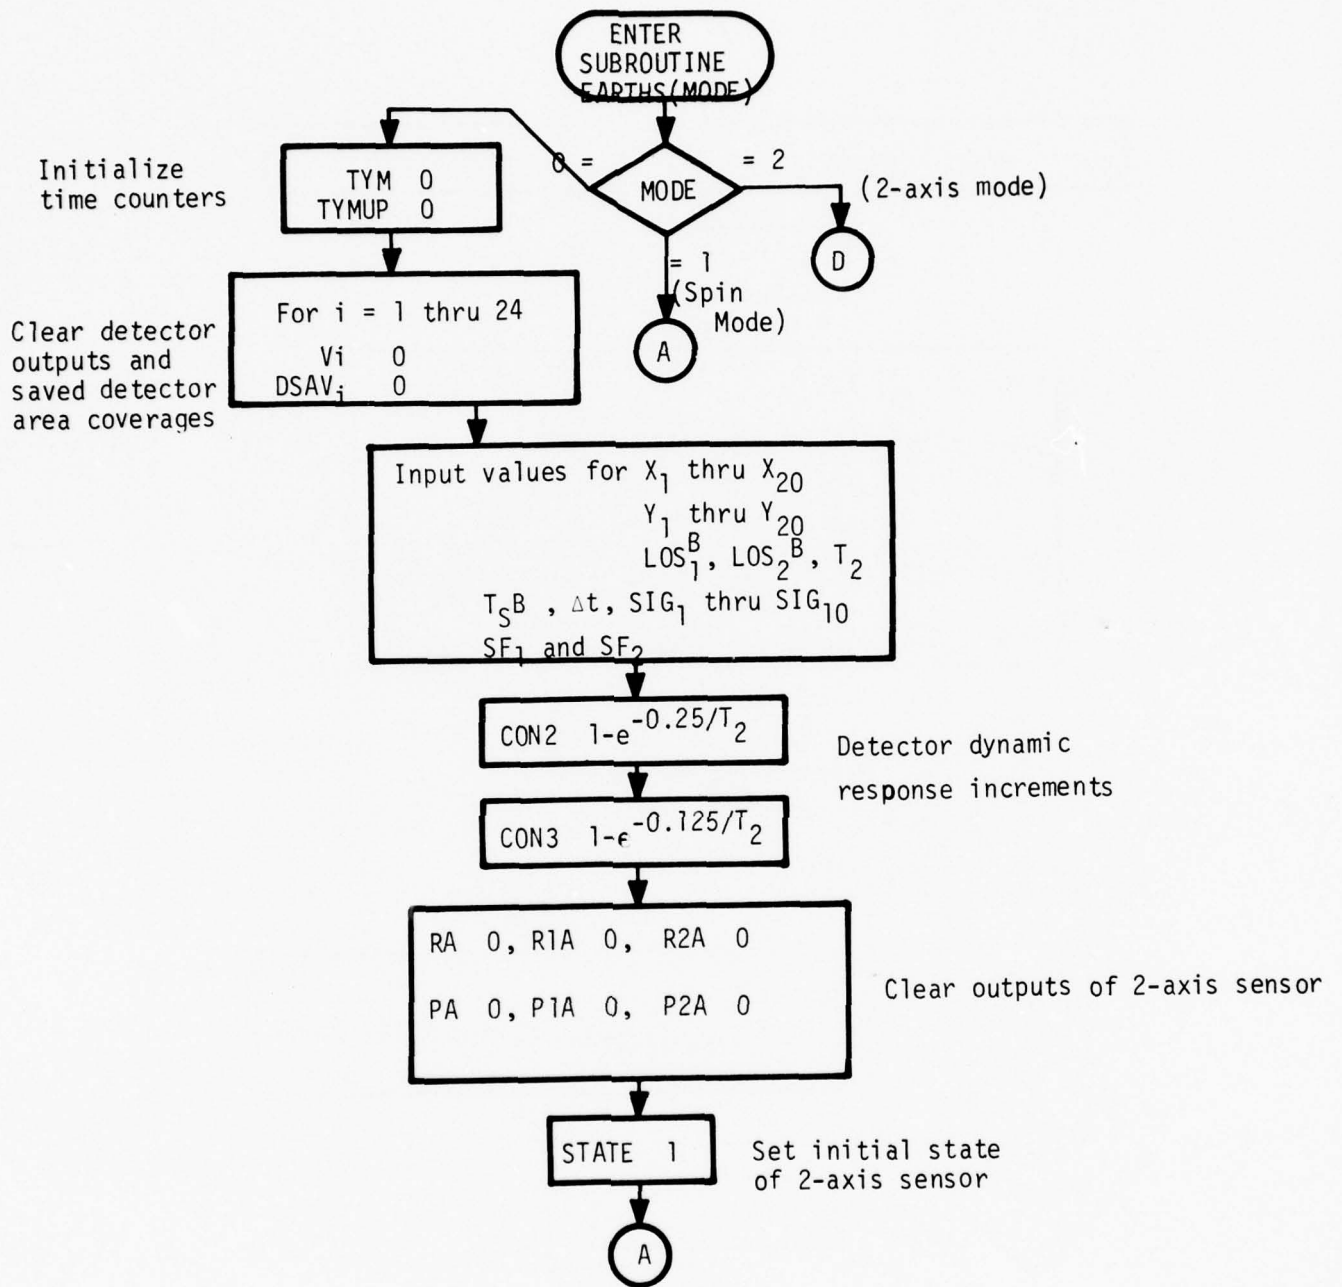 ENTER
SUBROUTINE
EARTHS(MODE)
0 =
MODE
= 2
(2-axis mode)
D
= 1
(Spin
Mode)
A
Initialize
time counters
TYM 0
TYMUP 0
Clear detector
outputs and
saved detector
area coverages
For i = 1 thru 24
Vi 0
DSAVi 0
Input values for X1 thru X20
Y1 thru Y20
LOS1^B, LOS2^B, T2
TSB , Δt, SIG1 thru SIG10
SF1 and SF2
CON2 1-e^-0.25/T2
Detector dynamic
response increments
CON3 1-ϵ^-0.125/T2
RA 0, R1A 0, R2A 0
PA 0, P1A 0, P2A 0
Clear outputs of 2-axis sensor
STATE 1
Set initial state
of 2-axis sensor
A